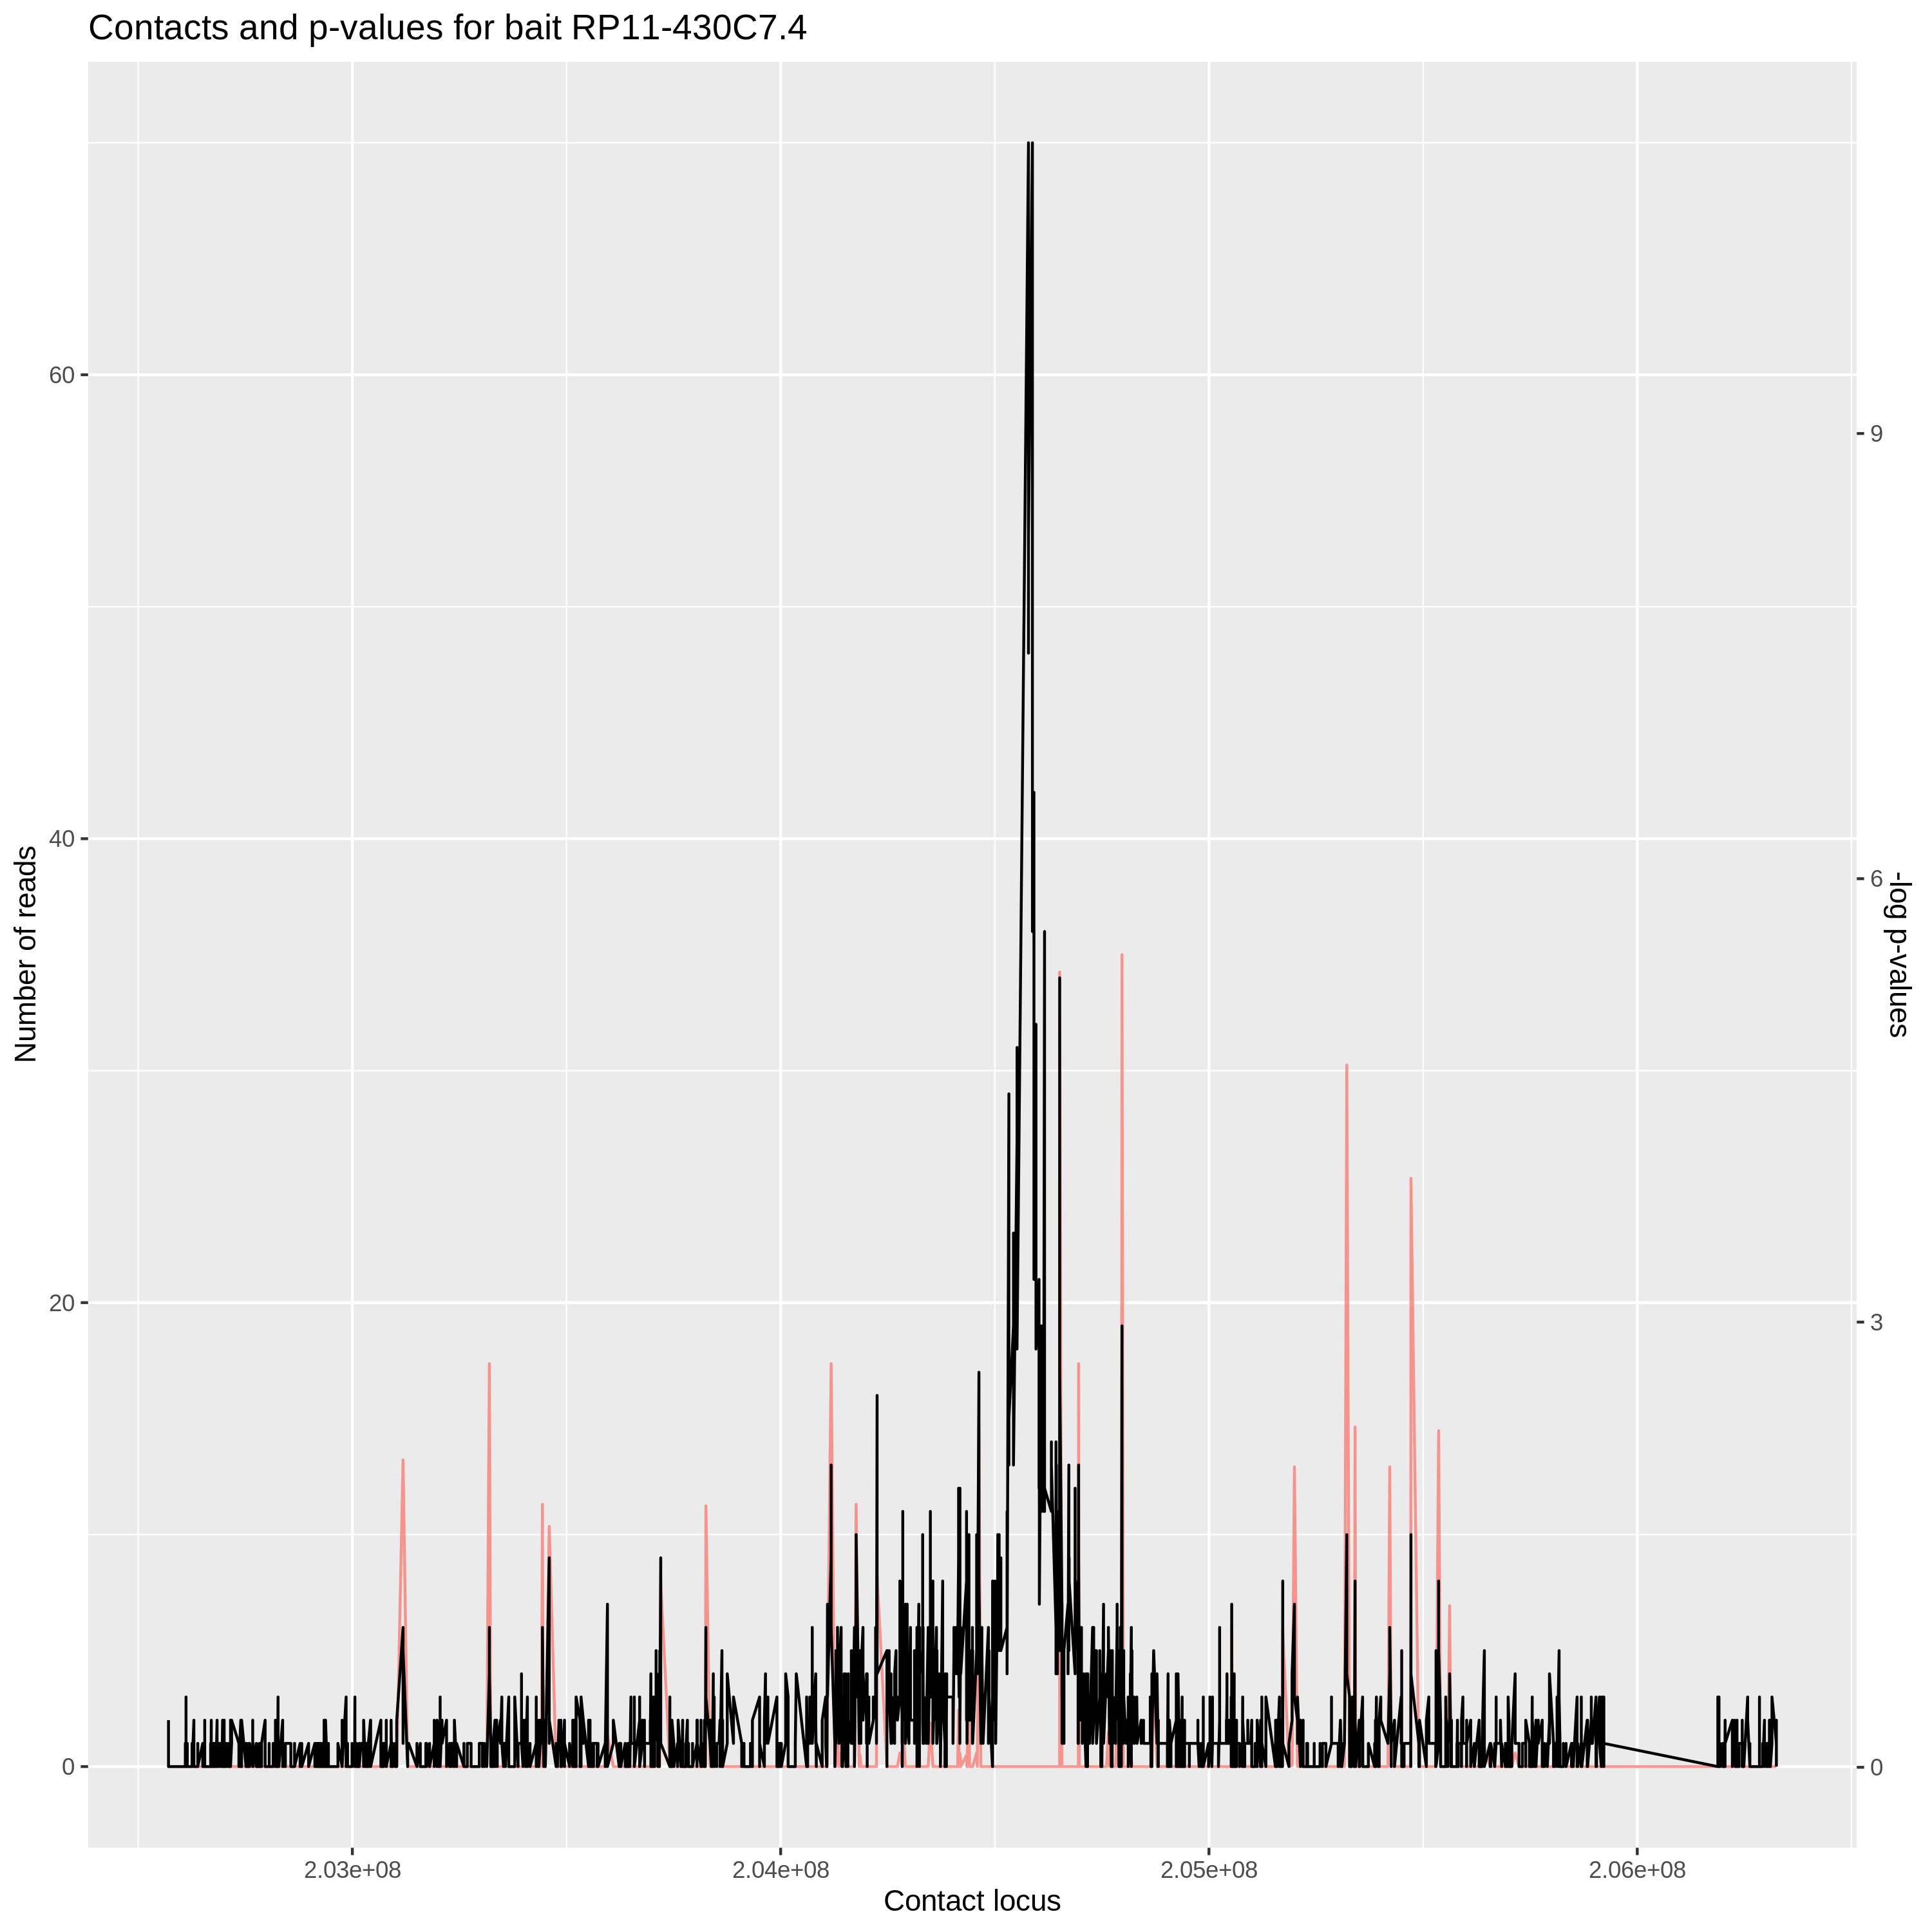 Contacts and p-values for bait RP11-430C7.4
60
40
20
0
Number of reads
9
6
3
0
-log p-values
2.03e+08
2.04e+08
2.05e+08
2.06e+08
Contact locus